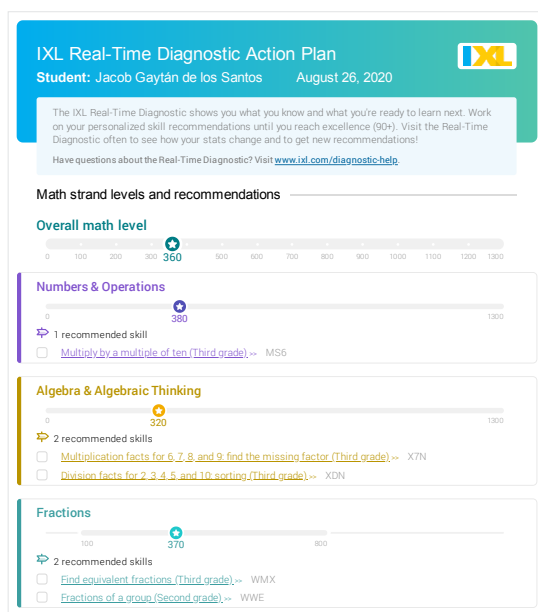 IXL Real-Time Diagnostic Action Plan
IXL
Student: Jacob Gaytán de los Santos August 26, 2020
The IXL Real-Time Diagnostic shows you what you know and what you're ready to learn next. Work
on your personalized skill recommendations until you reach excellence (90+). Visit the Real-Time
Diagnostic often to see how your stats change and to get new recommendations!
Have questions about the Real-Time Diagnostic? Visit www.ixl.com/diagnostic-help.
Math strand levels and recommendations
Overall math level
0 100 200 300 360 500 600 700 800 900 1000 1100 1200 1300
Numbers & Operations
0 380 1300
1 recommended skill
Multiply by a multiple of ten (Third grade) >> MS6
Algebra & Algebraic Thinking
0 320 1300
2 recommended skills
Multiplication facts for 6, 7, 8, and 9: find the missing factor (Third grade) >> X7N
Division facts for 2, 3, 4, 5, and 10: sorting (Third grade) >> XDN
Fractions
100 370 800
2 recommended skills
Find equivalent fractions (Third grade) >> WMX
Fractions of a group (Second grade) >> WWE